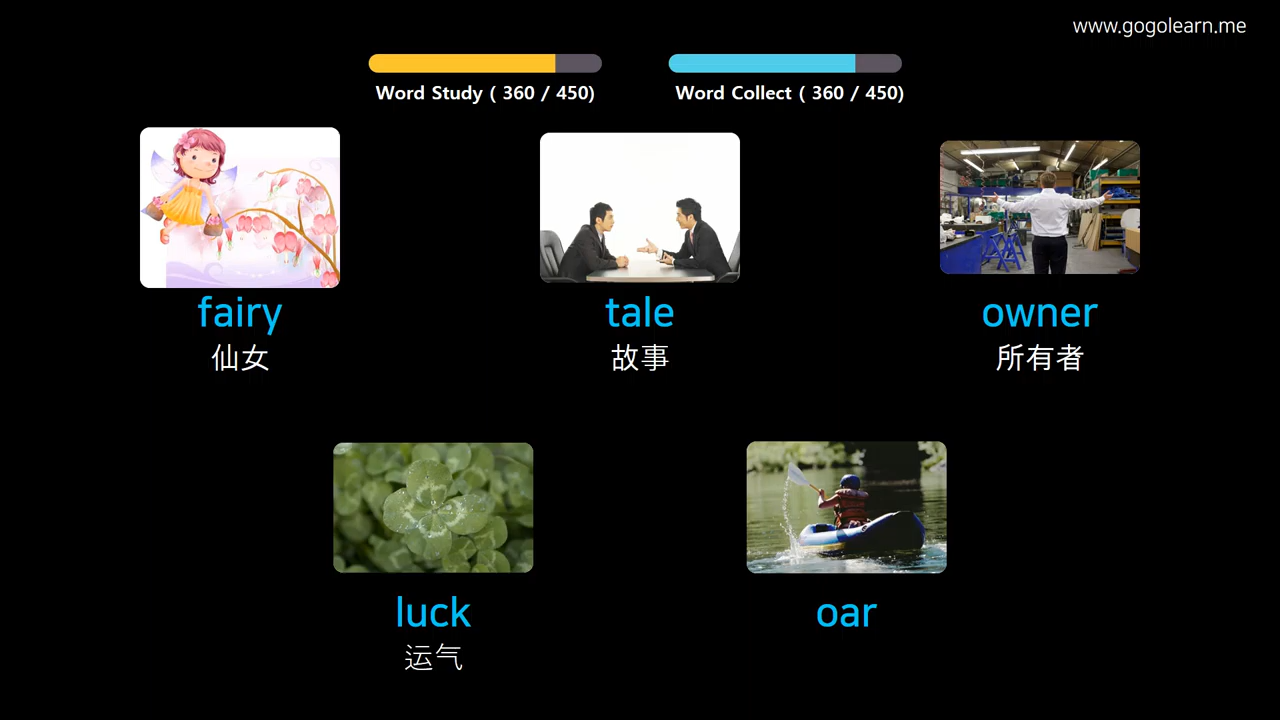 www.gogolearn.me
Word Study ( 360 / 450)
Word Collect ( 360 / 450)
fairy
仙女
tale
故事
owner
所有者
luck
运气
oar